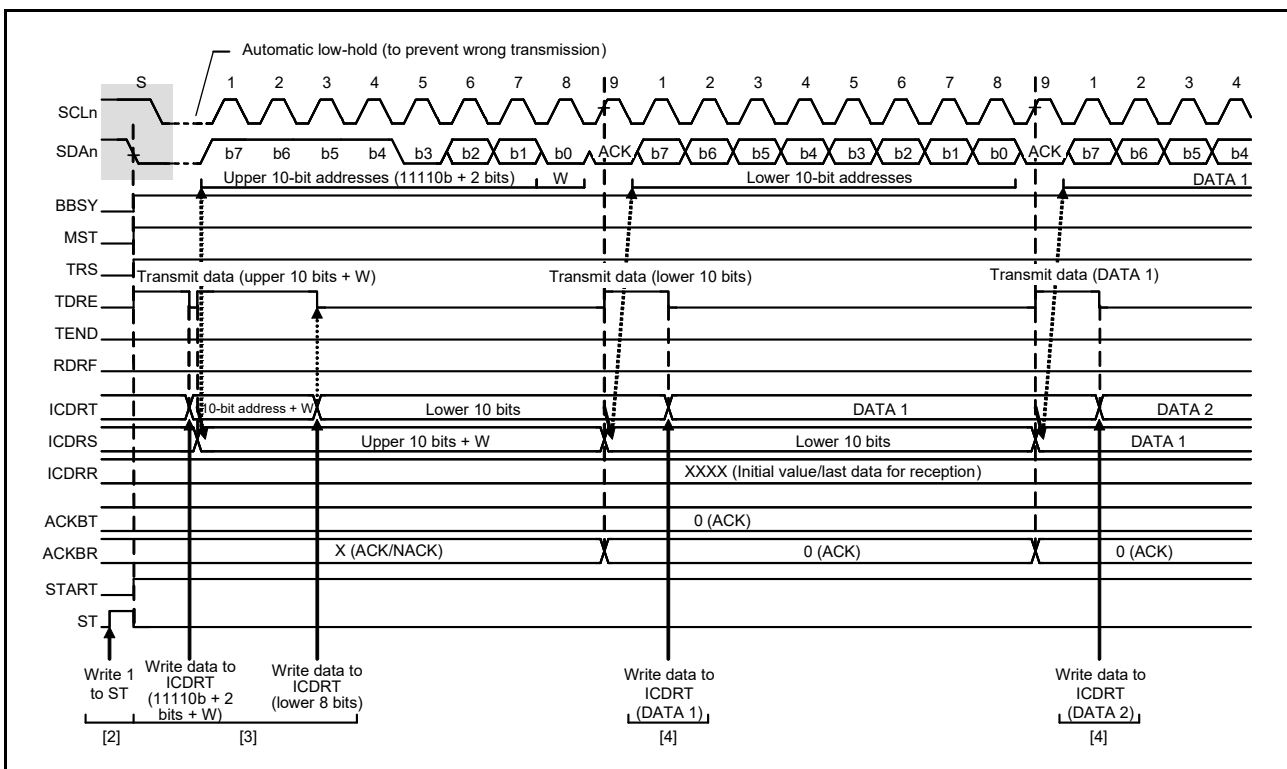 Automatic low-hold (to prevent wrong transmission)
S 1 2 3 4 5 6 7 8 9 1 2 3 4 5 6 7 8 9 1 2 3 4
SCLn
SDAn b7 b6 b5 b4 b3 b2 b1 b0 ACK b7 b6 b5 b4 b3 b2 b1 b0 ACK b7 b6 b5 b4
Upper 10-bit addresses (11110b + 2 bits) W Lower 10-bit addresses DATA 1
BBSY
MST
TRS
Transmit data (upper 10 bits + W) Transmit data (lower 10 bits) Transmit data (DATA 1)
TDRE
TEND
RDRF
ICDRT 10-bit address + W Lower 10 bits DATA 1 DATA 2
ICDRS Upper 10 bits + W Lower 10 bits DATA 1
ICDRR XXXX (Initial value/last data for reception)
ACKBT 0 (ACK)
ACKBR X (ACK/NACK) 0 (ACK) 0 (ACK)
START
ST
Write 1
to ST
Write data to
ICDRT
(11110b + 2
bits + W)
Write data to
ICDRT
(lower 8 bits)
Write data to
ICDRT
(DATA 1)
Write data to
ICDRT
(DATA 2)
[2] [3] [4] [4]